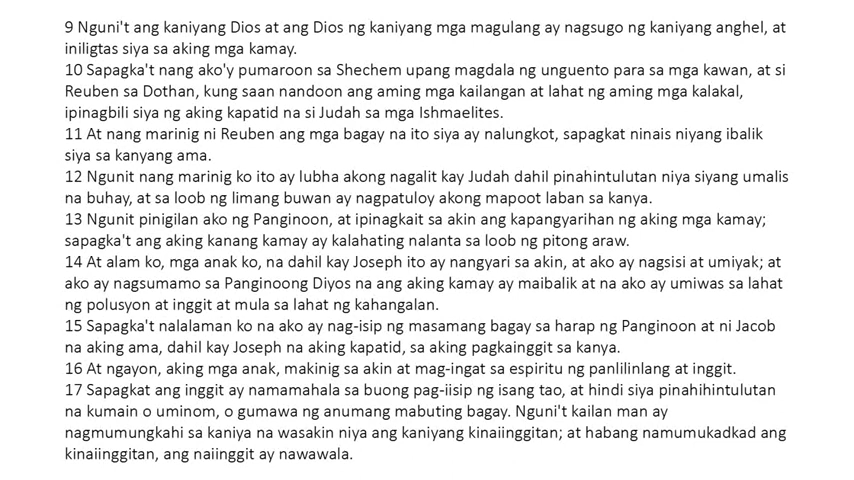 9 Nguni't ang kaniyang Dios at ang Dios ng kaniyang mga magulang ay nagsugo ng kaniyang anghel, at
iniligtas siya sa aking mga kamay.
10 Sapagka't nang ako'y pumaroon sa Shechem upang magdala ng unguento para sa mga kawan, at si
Reuben sa Dothan, kung saan nandoon ang aming mga kailangan at lahat ng aming mga kalakal,
ipinagbili siya ng aking kapatid na si Judah sa mga Ishmaelites.
11 At nang marinig ni Reuben ang mga bagay na ito siya ay nalungkot, sapagkat ninais niyang ibalik
siya sa kanyang ama.
12 Ngunit nang marinig ko ito ay lubha akong nagalit kay Judah dahil pinahintulutan niya siyang umalis
na buhay, at sa loob ng limang buwan ay nagpatuloy akong mapoot laban sa kanya.
13 Ngunit pinigilan ako ng Panginoon, at ipinagkait sa akin ang kapangyarihan ng aking mga kamay;
sapagka't ang aking kanang kamay ay kalahating nalanta sa loob ng pitong araw.
14 At alam ko, mga anak ko, na dahil kay Joseph ito ay nangyari sa akin, at ako ay nagsisi at umiyak; at
ako ay nagsumamo sa Panginoong Diyos na ang aking kamay ay maibalik at na ako ay umiwas sa lahat
ng polusyon at inggit at mula sa lahat ng kahangalan.
15 Sapagka't nalalaman ko na ako ay nag-isip ng masamang bagay sa harap ng Panginoon at ni Jacob
na aking ama, dahil kay Joseph na aking kapatid, sa aking pagkainggit sa kanya.
16 At ngayon, aking mga anak, makinig sa akin at mag-ingat sa espiritu ng panlilinlang at inggit.
17 Sapagkat ang inggit ay namamahala sa buong pag-iisip ng isang tao, at hindi siya pinahihintulutan
na kumain o uminom, o gumawa ng anumang mabuting bagay. Nguni't kailan man ay
nagmumungkahi sa kaniya na wasakin niya ang kaniyang kinaiinggitan; at habang namumukadkad ang
kinaiinggitan, ang naiinggit ay nawawala.